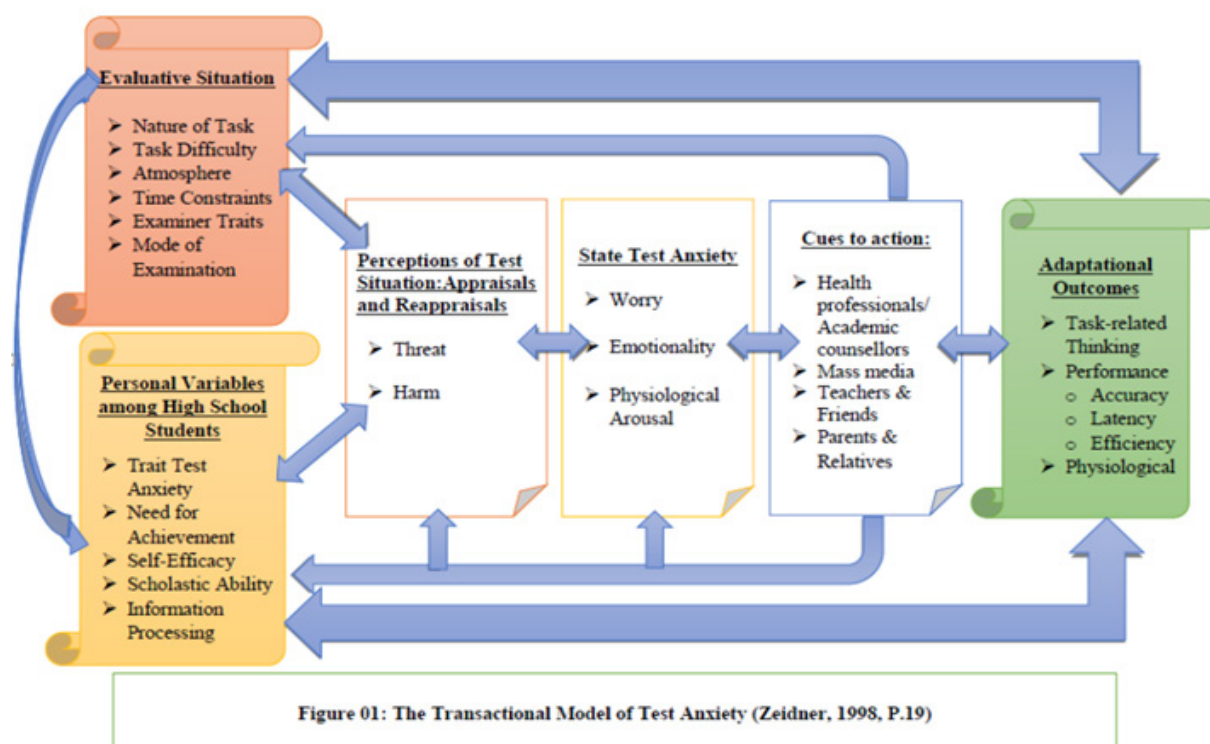 Evaluative Situation
➢ Nature of Task
➢ Task Difficulty
➢ Atmosphere
➢ Time Constraints
➢ Examiner Traits
➢ Mode of
Examination
Personal Variables
among High School
Students
➢ Trait Test
Anxiety
➢ Need for
Achievement
➢ Self-Efficacy
➢ Scholastic Ability
➢ Information
Processing
Perceptions of Test
Situation:Appraisals
and Reappraisals
➢ Threat
➢ Harm
State Test Anxiety
➢ Worry
➢ Emotionality
➢ Physiological
Arousal
Cues to action:
➢ Health
professionals/
Academic
counsellors
➢ Mass media
➢ Teachers &
Friends
➢ Parents &
Relatives
Adaptational
Outcomes
➢ Task-related
Thinking
➢ Performance
o Accuracy
o Latency
o Efficiency
➢ Physiological
Figure 01: The Transactional Model of Test Anxiety (Zeidner, 1998, P.19)